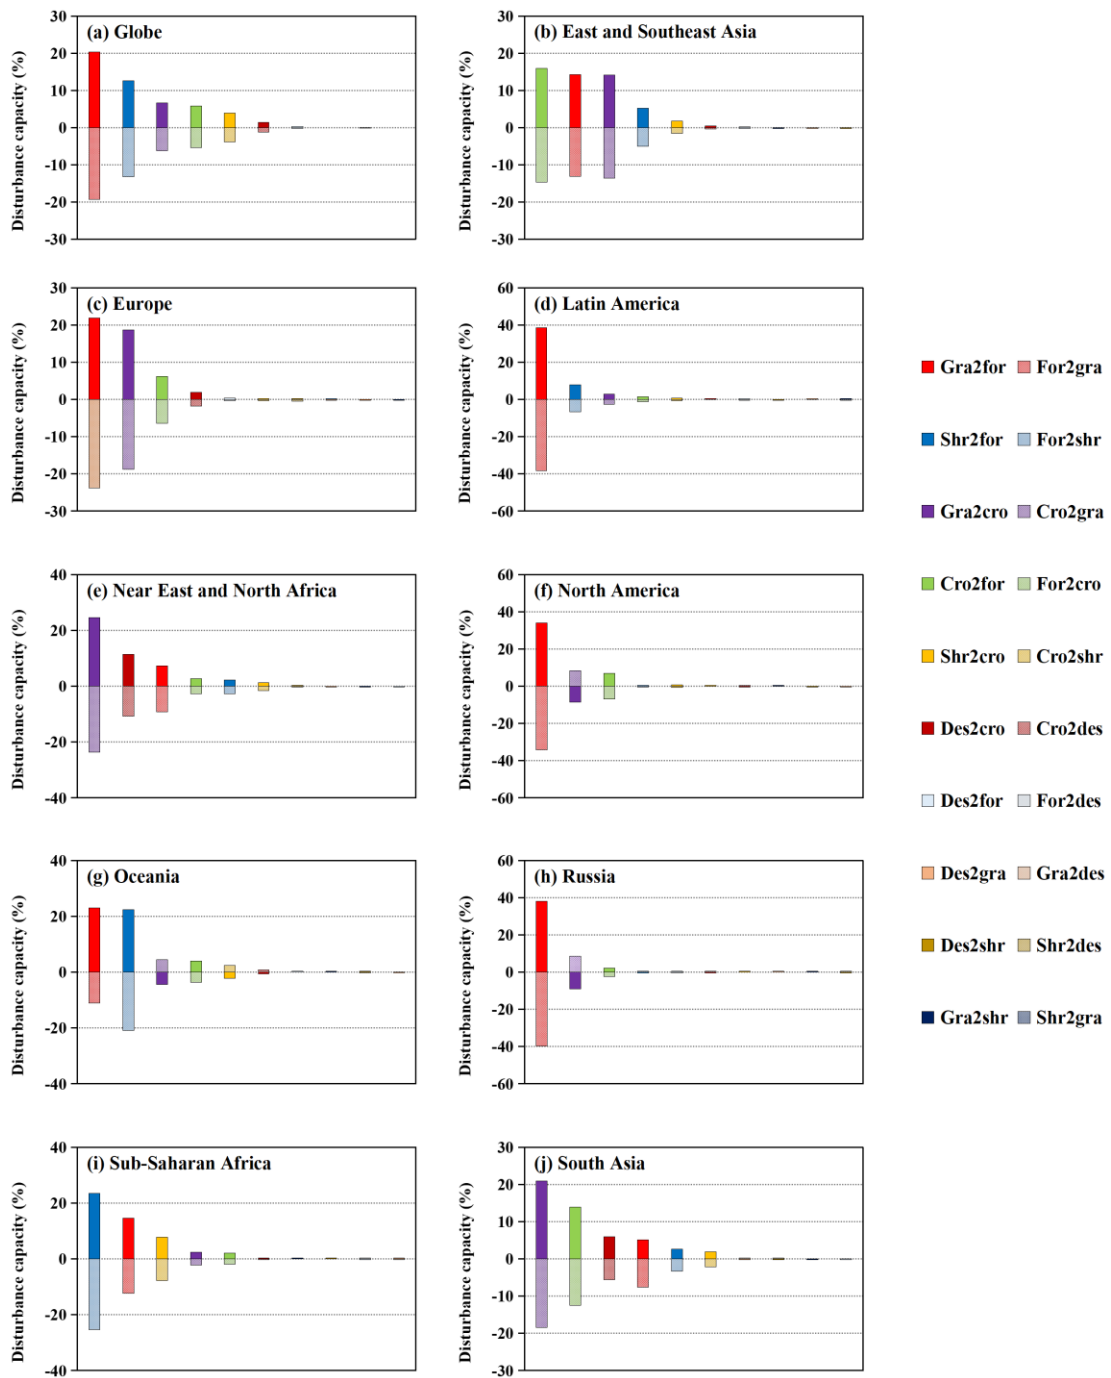 (a) Globe
Disturbance capacity (%)
30
20
10
0
-10
-20
-30
(b) East and Southeast Asia
Disturbance capacity (%)
30
20
10
0
-10
-20
-30
(c) Europe
Disturbance capacity (%)
30
20
10
0
-10
-20
-30
(d) Latin America
Disturbance capacity (%)
60
40
20
0
-20
-40
-60
(e) Near East and North Africa
Disturbance capacity (%)
40
20
0
-20
-40
(f) North America
Disturbance capacity (%)
60
40
20
0
-20
-40
-60
(g) Oceania
Disturbance capacity (%)
40
20
0
-20
-40
(h) Russia
Disturbance capacity (%)
60
40
20
0
-20
-40
-60
(i) Sub-Saharan Africa
Disturbance capacity (%)
40
20
0
-20
-40
(j) South Asia
Disturbance capacity (%)
30
20
10
0
-10
-20
-30
Gra2for For2gra
Shr2for For2shr
Gra2cro Cro2gra
Cro2for For2cro
Shr2cro Cro2shr
Des2cro Cro2des
Des2for For2des
Des2gra Gra2des
Des2shr Shr2des
Gra2shr Shr2gra